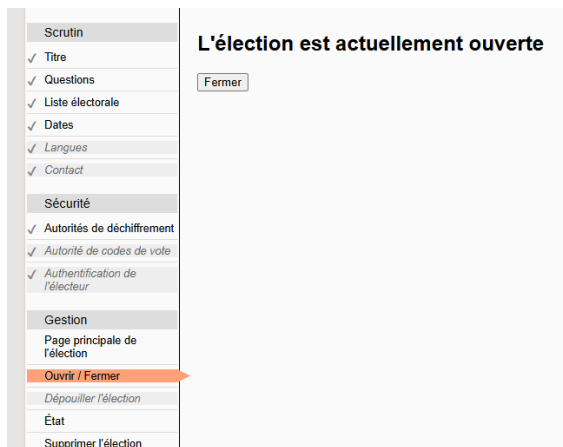 Scrutin
Titre
Questions
Liste électorale
Dates
Langues
Contact
Sécurité
Autorités de déchiffrement
Autorité de codes de vote
Authentification de
l'électeur
Gestion
Page principale de
l'élection
Ouvrir / Fermer
Dépouiller l'élection
État
Supprimer l'élection
L'élection est actuellement ouverte
Fermer